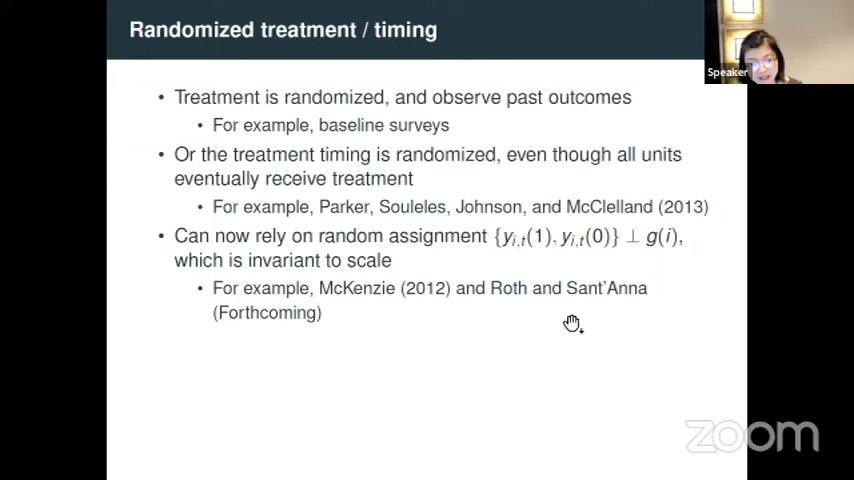 Randomized treatment / timing
Speaker
• Treatment is randomized, and observe past outcomes
• For example, baseline surveys
• Or the treatment timing is randomized, even though all units
eventually receive treatment
• For example, Parker, Souleles, Johnson, and McClelland (2013)
• Can now rely on random assignment {y_{i,t}(1), y_{i,t}(0)} ⊥ g(i),
which is invariant to scale
• For example, McKenzie (2012) and Roth and Sant'Anna
(Forthcoming)
zoom